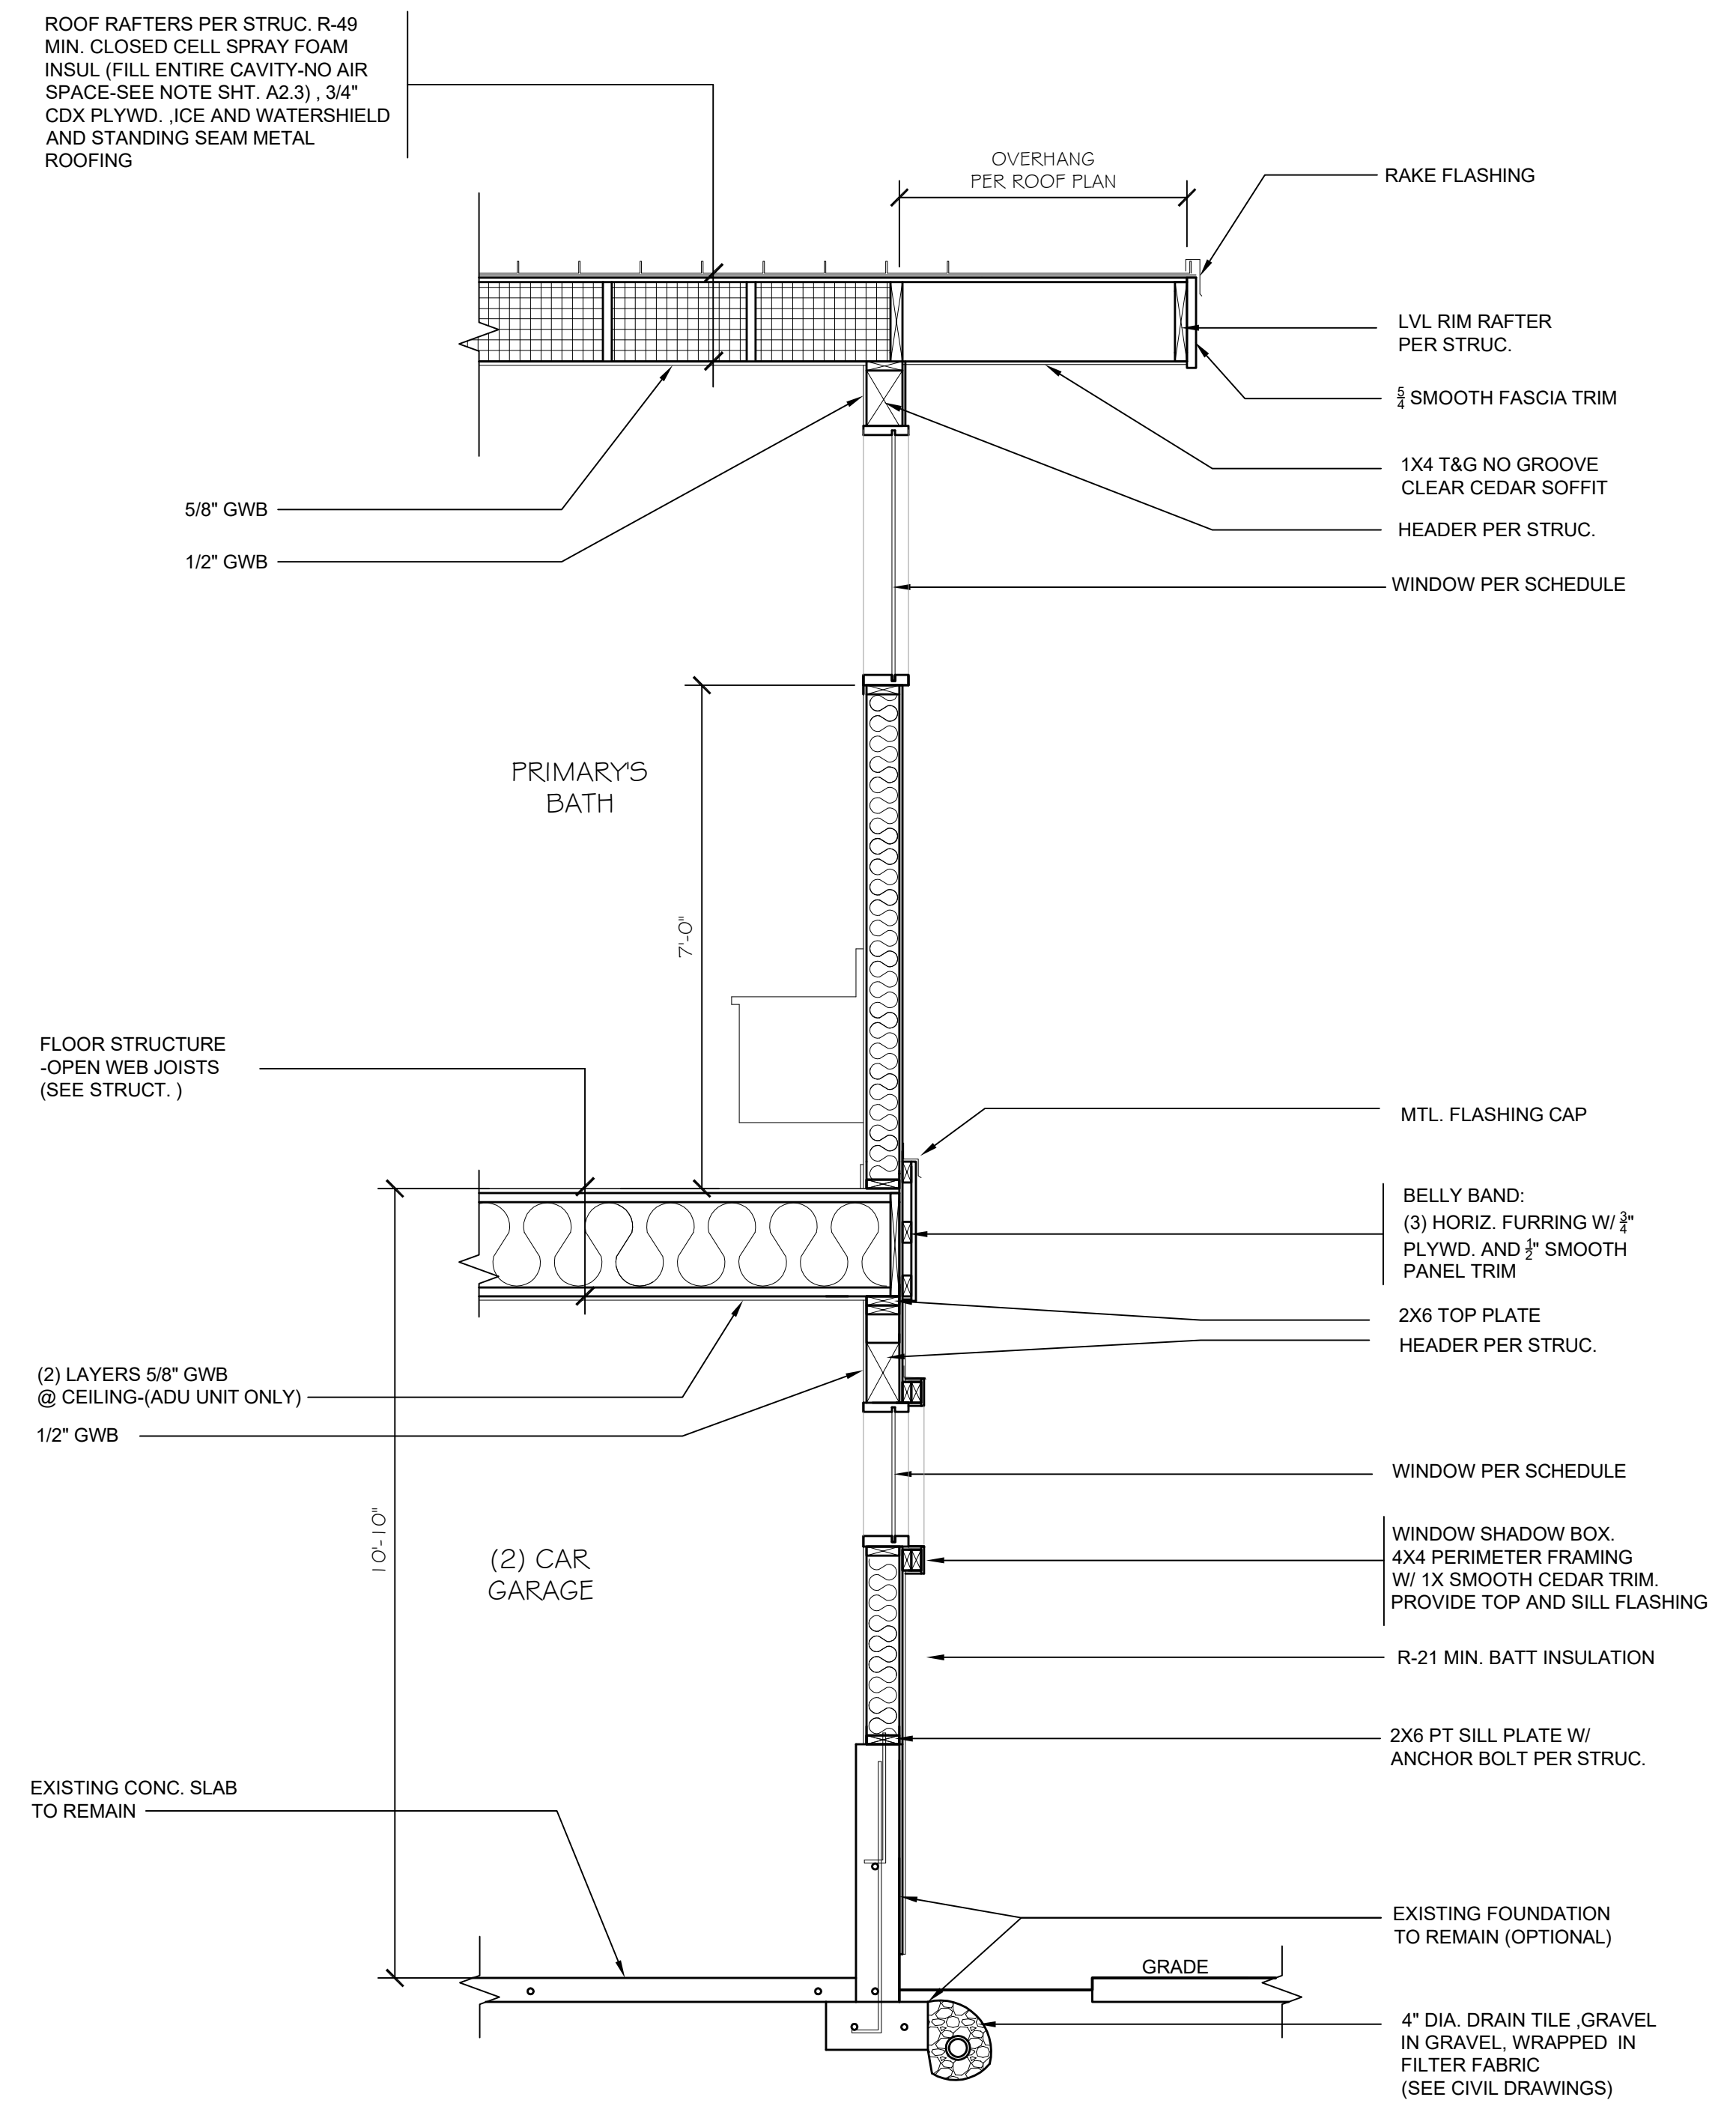 ROOF RAFTERS PER STRUC. R-49
MIN. CLOSED CELL SPRAY FOAM
INSUL (FILL ENTIRE CAVITY-NO AIR
SPACE-SEE NOTE SHT. A2.3) , 3/4"
CDX PLYWD. ,ICE AND WATERSHIELD
AND STANDING SEAM METAL
ROOFING
OVERHANG
PER ROOF PLAN
RAKE FLASHING
LVL RIM RAFTER
PER STRUC.
5/4 SMOOTH FASCIA TRIM
1X4 T&G NO GROOVE
CLEAR CEDAR SOFFIT
HEADER PER STRUC.
5/8" GWB
1/2" GWB
WINDOW PER SCHEDULE
PRIMARY'S
BATH
7'-0"
FLOOR STRUCTURE
-OPEN WEB JOISTS
(SEE STRUCT. )
MTL. FLASHING CAP
BELLY BAND:
(3) HORIZ. FURRING W/ 3/4"
PLYWD. AND 1/2" SMOOTH
PANEL TRIM
2X6 TOP PLATE
HEADER PER STRUC.
(2) LAYERS 5/8" GWB
@ CEILING-(ADU UNIT ONLY)
1/2" GWB
WINDOW PER SCHEDULE
10'-10"
(2) CAR
GARAGE
WINDOW SHADOW BOX.
4X4 PERIMETER FRAMING
W/ 1X SMOOTH CEDAR TRIM.
PROVIDE TOP AND SILL FLASHING
R-21 MIN. BATT INSULATION
2X6 PT SILL PLATE W/
ANCHOR BOLT PER STRUC.
EXISTING CONC. SLAB
TO REMAIN
EXISTING FOUNDATION
TO REMAIN (OPTIONAL)
GRADE
4" DIA. DRAIN TILE ,GRAVEL
IN GRAVEL, WRAPPED IN
FILTER FABRIC
(SEE CIVIL DRAWINGS)